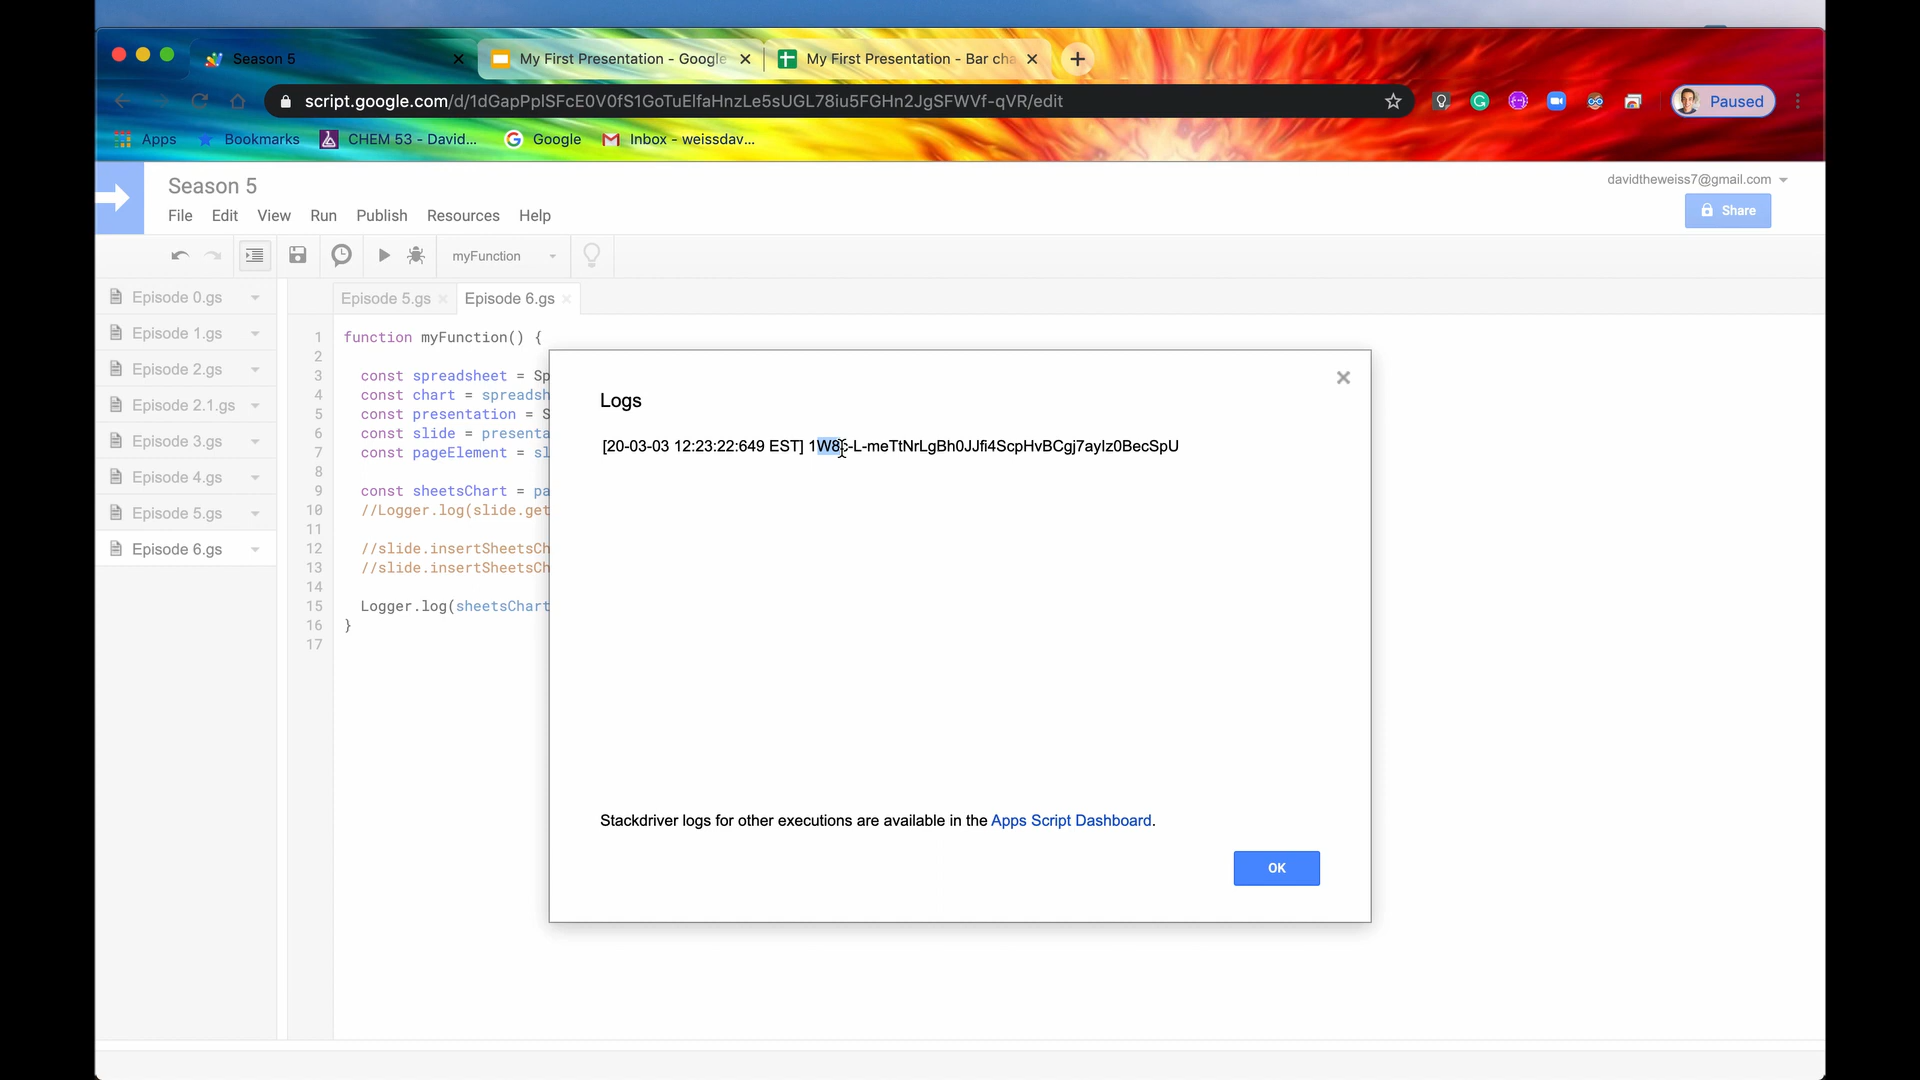 Season 5
My First Presentation - Google
My First Presentation - Bar cha
script.google.com/d/1dGapPpISFcE0V0fS1GoTuElfaHnzLe5sUGL78iu5FGHn2JgSFWVf-qVR/edit
Paused
Apps
Bookmarks
CHEM 53 - David...
Google
Inbox - weissdav...
Season 5
davidtheweiss7@gmail.com
File Edit View Run Publish Resources Help
Share
myFunction
Episode 0.gs
Episode 1.gs
Episode 2.gs
Episode 2.1.gs
Episode 3.gs
Episode 4.gs
Episode 5.gs
Episode 6.gs
Episode 5.gs
Episode 6.gs
1 function myFunction() {
2
3 const spreadsheet = Sp
4 const chart = spreadsh
5 const presentation = S
6 const slide = presenta
7 const pageElement = sl
8
9 const sheetsChart = pa
10 //Logger.log(slide.get
11
12 //slide.insertSheetsCh
13 //slide.insertSheetsCh
14
15 Logger.log(sheetsChart
16 }
17
Logs
[20-03-03 12:23:22:649 EST]
Stackdriver logs for other executions are available in the Apps Script Dashboard.
OK